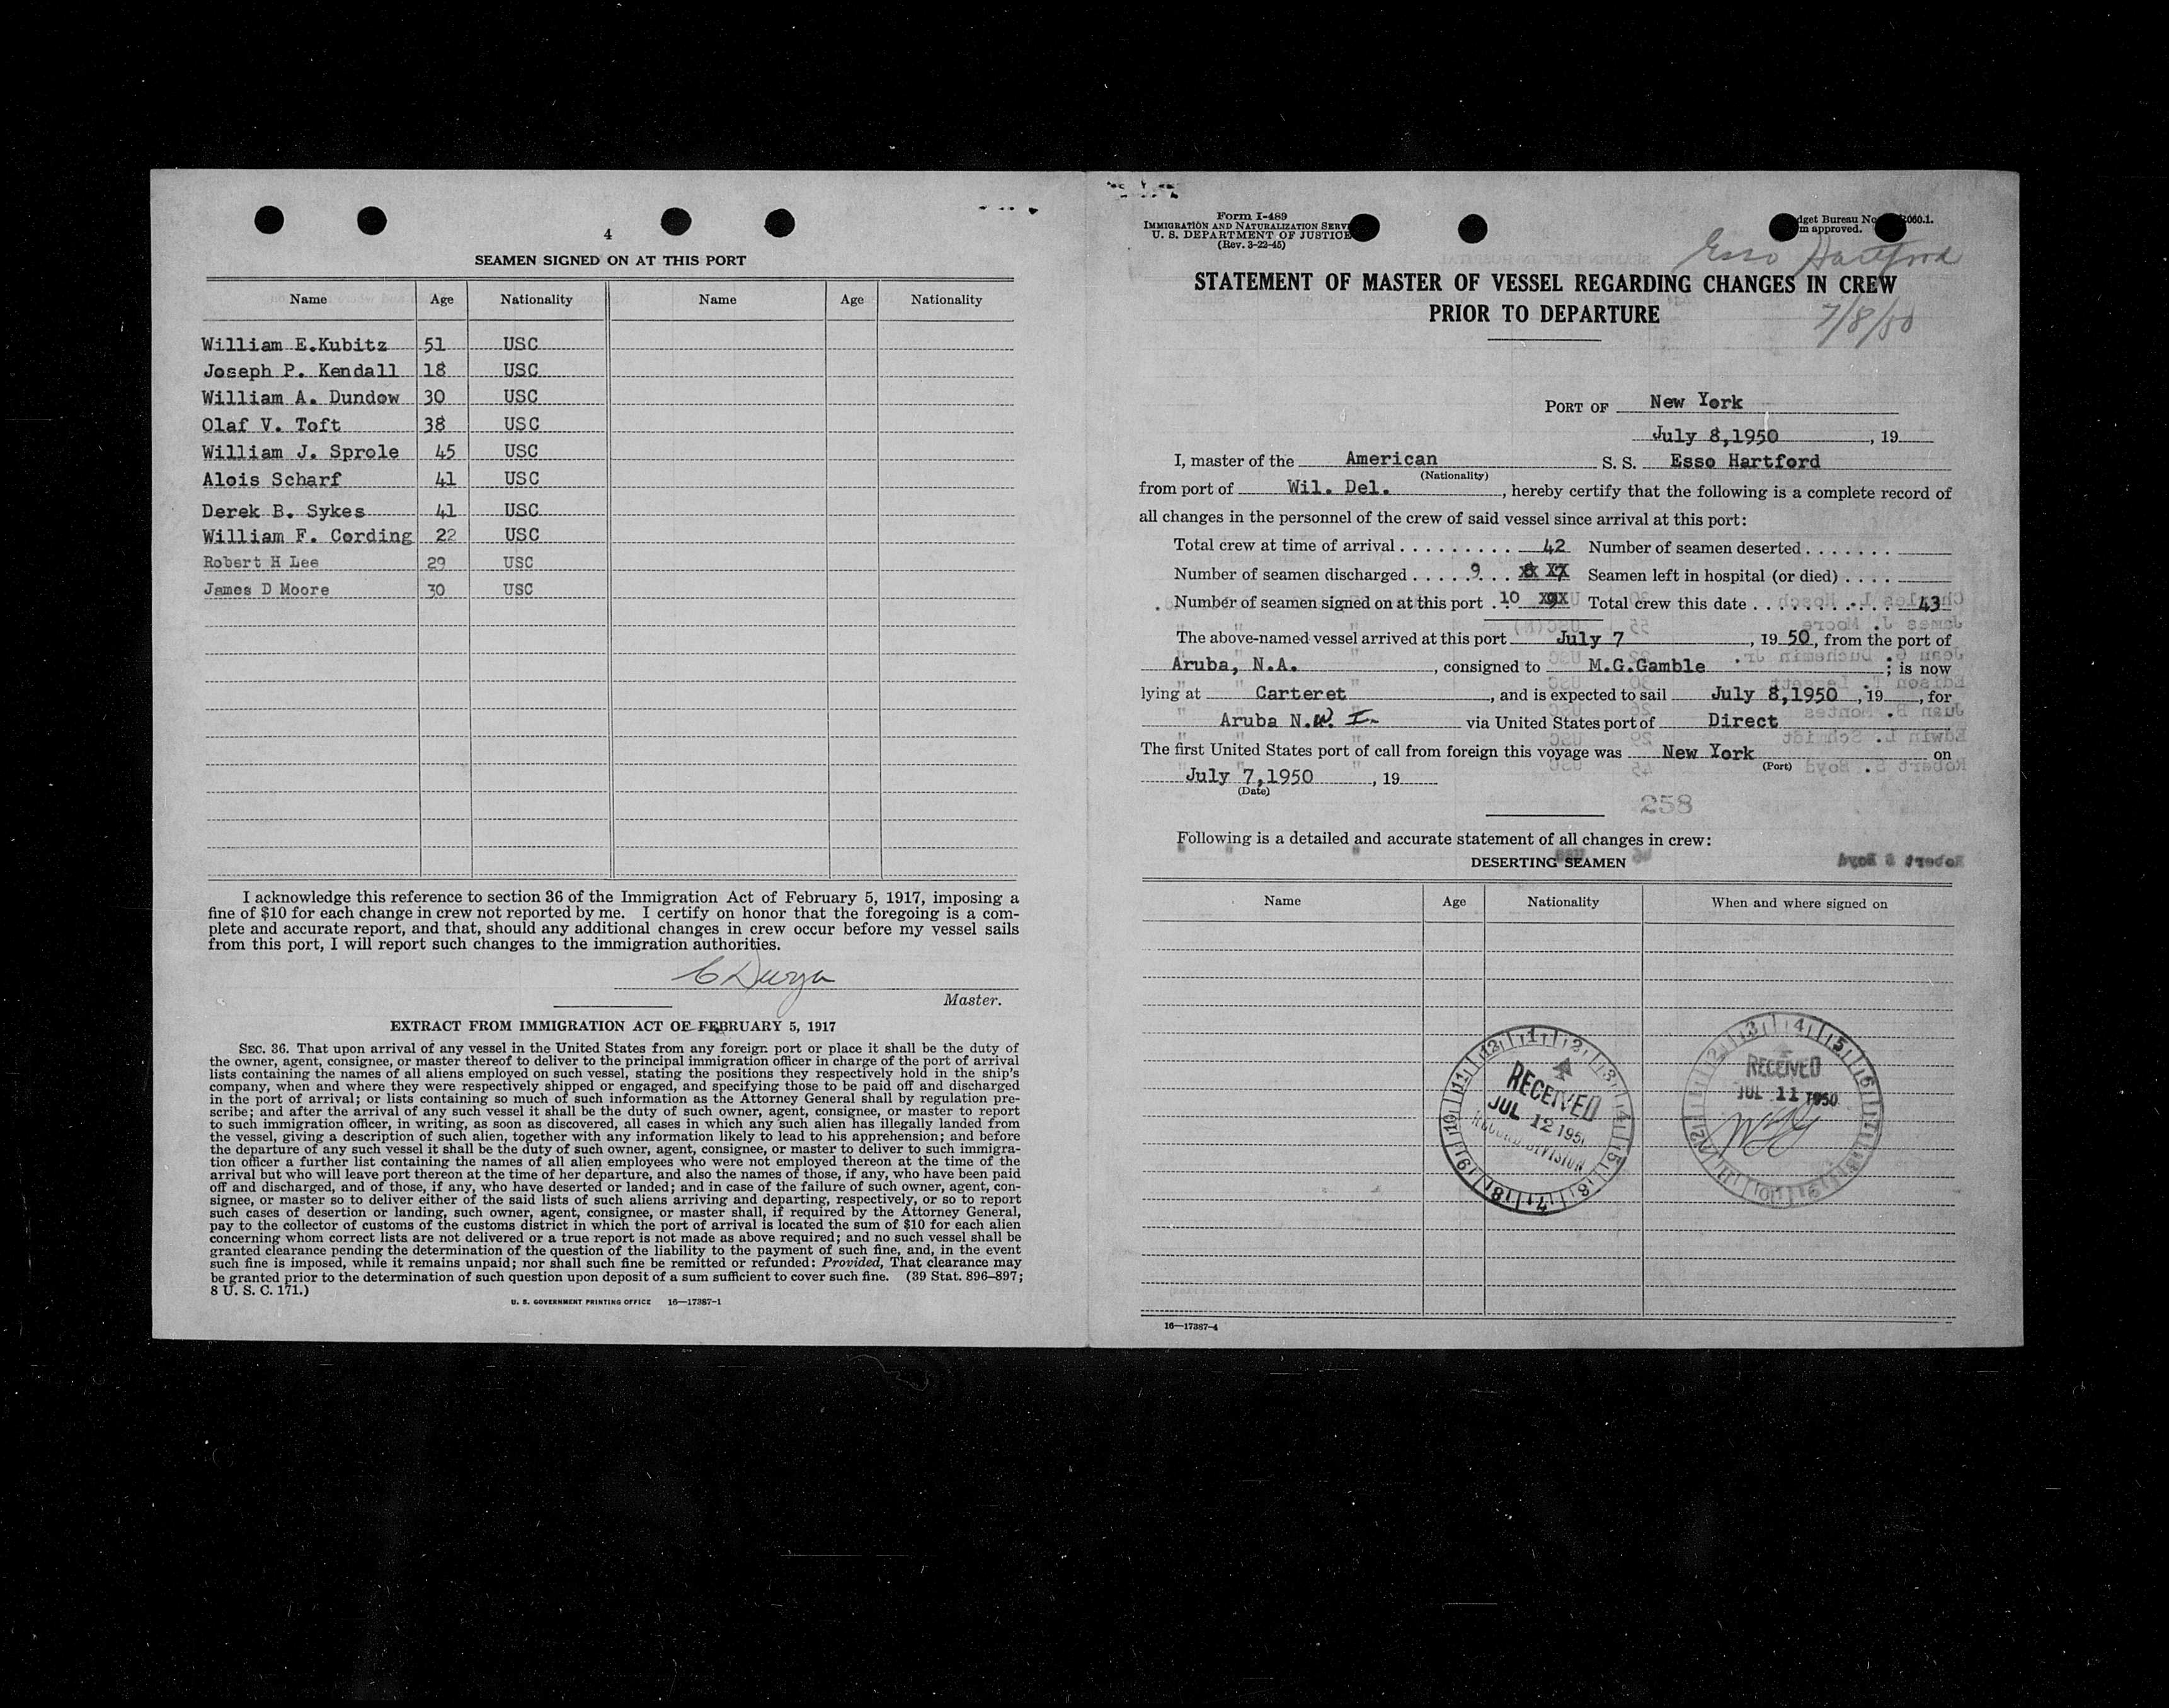 4
SEAMEN SIGNED ON AT THIS PORT
Name Age Nationality Name Age Nationality
William E.Kubitz 51 USC
Joseph P. Kendall 18 USC
William A. Dundow 30 USC
Olaf V. Toft 38 USC
William J. Sprole 45 USC
Alois Scharf 41 USC
Derek B. Sykes 41 USC
William F. Cording 22 USC
Robert H Lee 29 USC
James D Moore 30 USC
I acknowledge this reference to section 36 of the Immigration Act of February 5, 1917, imposing a
fine of $10 for each change in crew not reported by me. I certify on honor that the foregoing is a com-
plete and accurate report, and that, should any additional changes in crew occur before my vessel sails
from this port, I will report such changes to the immigration authorities.
Master.
EXTRACT FROM IMMIGRATION ACT OF FEBRUARY 5, 1917
SEC. 36. That upon arrival of any vessel in the United States from any foreign port or place it shall be the duty of
the owner, agent, consignee, or master thereof to deliver to the principal immigration officer in charge of the port of arrival
lists containing the names of all aliens employed on such vessel, stating the positions they respectively hold in the ship's
company, when and where they were respectively shipped or engaged, and specifying those to be paid off and discharged
in the port of arrival; or lists containing so much of such information as the Attorney General shall by regulation pre-
scribe; and after the arrival of any such vessel it shall be the duty of such owner, agent, consignee, or master to report
to such immigration officer, in writing, as soon as discovered, all cases in which any such alien has illegally landed from
the vessel, giving a description of such alien, together with any information likely to lead to his apprehension; and before
the departure of any such vessel it shall be the duty of such owner, agent, consignee, or master to deliver to such immigra-
tion officer a further list containing the names of all alien employees who were not employed thereon at the time of the
arrival but who will leave port thereon at the time of her departure, and also the names of those, if any, who have been paid
off and discharged, and of those, if any, who have deserted or landed; and in case of the failure of such owner, agent, con-
signee, or master so to deliver either of the said lists of such aliens arriving and departing, respectively, or so to report
such cases of desertion or landing, such owner, agent, consignee, or master shall, if required by the Attorney General,
pay to the collector of customs of the customs district in which the port of arrival is located the sum of $10 for each alien
concerning whom correct lists are not delivered or a true report is not made as above required; and no such vessel shall be
granted clearance pending the determination of the question of the liability to the payment of such fine, and, in the event
such fine is imposed, while it remains unpaid; nor shall such fine be remitted or refunded: Provided, That clearance may
be granted prior to the determination of such question upon deposit of a sum sufficient to cover such fine. (39 Stat. 896–897;
8 U. S. C. 171.)
U. S. GOVERNMENT PRINTING OFFICE 16—17387-1
Form I-489
IMMIGRATION AND NATURALIZATION SERV
U. S. DEPARTMENT OF JUSTICE
(Rev. 3-22-45)
dget Bureau No. 060.1.
m approved.
Esso Hartford
7/8/50
STATEMENT OF MASTER OF VESSEL REGARDING CHANGES IN CREW
PRIOR TO DEPARTURE
PORT OF New York
July 8,1950, 19
I, master of the American S. S. Esso Hartford
(Nationality)
from port of Wil. Del., hereby certify that the following is a complete record of
all changes in the personnel of the crew of said vessel since arrival at this port:
Total crew at time of arrival . . . . . . . . . 42 Number of seamen deserted . . . . . . .
Number of seamen discharged . . . . . 9 . . Seamen left in hospital (or died) . . . .
Number of seamen signed on at this port . 10 Total crew this date . . . . . . . . . . . . 43
The above-named vessel arrived at this port July 7, 19 50, from the port of
Aruba, N.A., consigned to M.G.Gamble; is now
lying at Carteret, and is expected to sail July 8,1950, 19, for
Aruba N.W. I. via United States port of Direct
The first United States port of call from foreign this voyage was New York on
(Port)
July 7,1950, 19
(Date)
258
Following is a detailed and accurate statement of all changes in crew:
DESERTING SEAMEN
Name Age Nationality When and where signed on
RECEIVED
JUL 12 195
RECORD DIVISION
RECEIVED
JUL 11 1950
16—17387-4